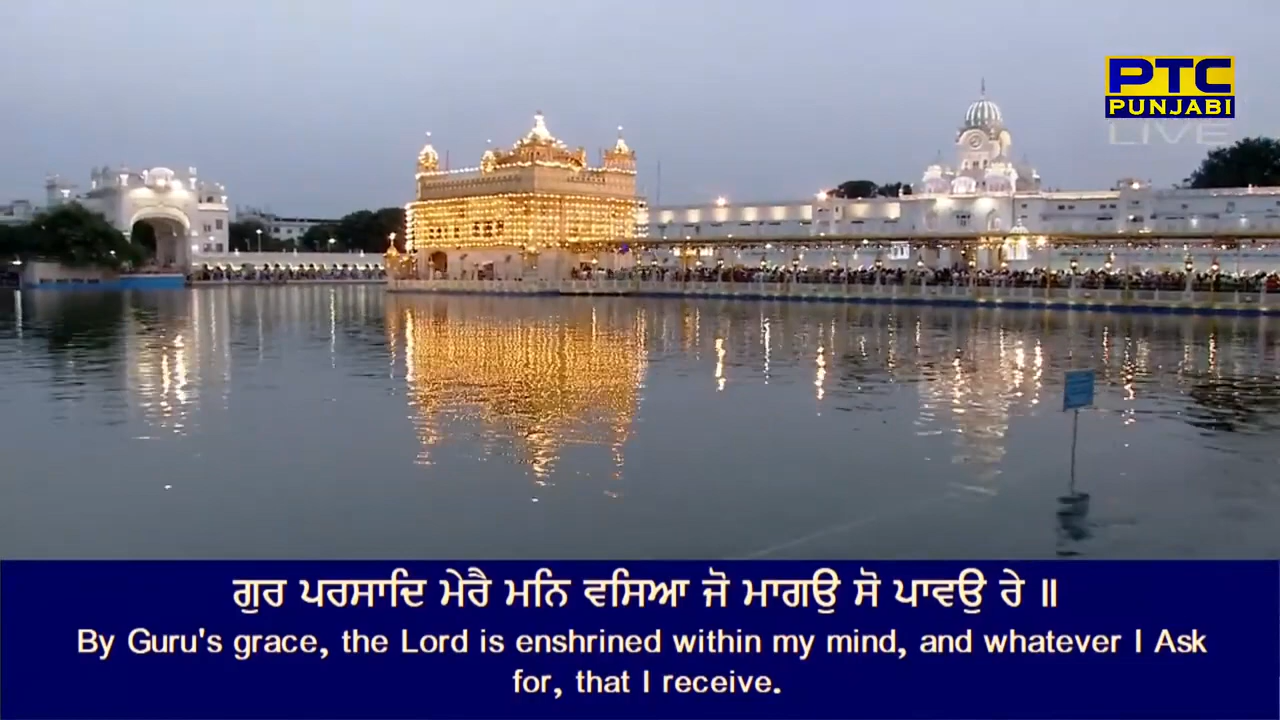 PTC
PUNJABI
LIVE
ਗੁਰ ਪਰਸਾਦਿ ਮੇਰੈ ਮਨਿ ਵਸਿਆ ਜੋ ਮਾਗਉ ਸੋ ਪਾਵਉ ਰੇ ॥
By Guru's grace, the Lord is enshrined within my mind, and whatever I Ask
for, that I receive.